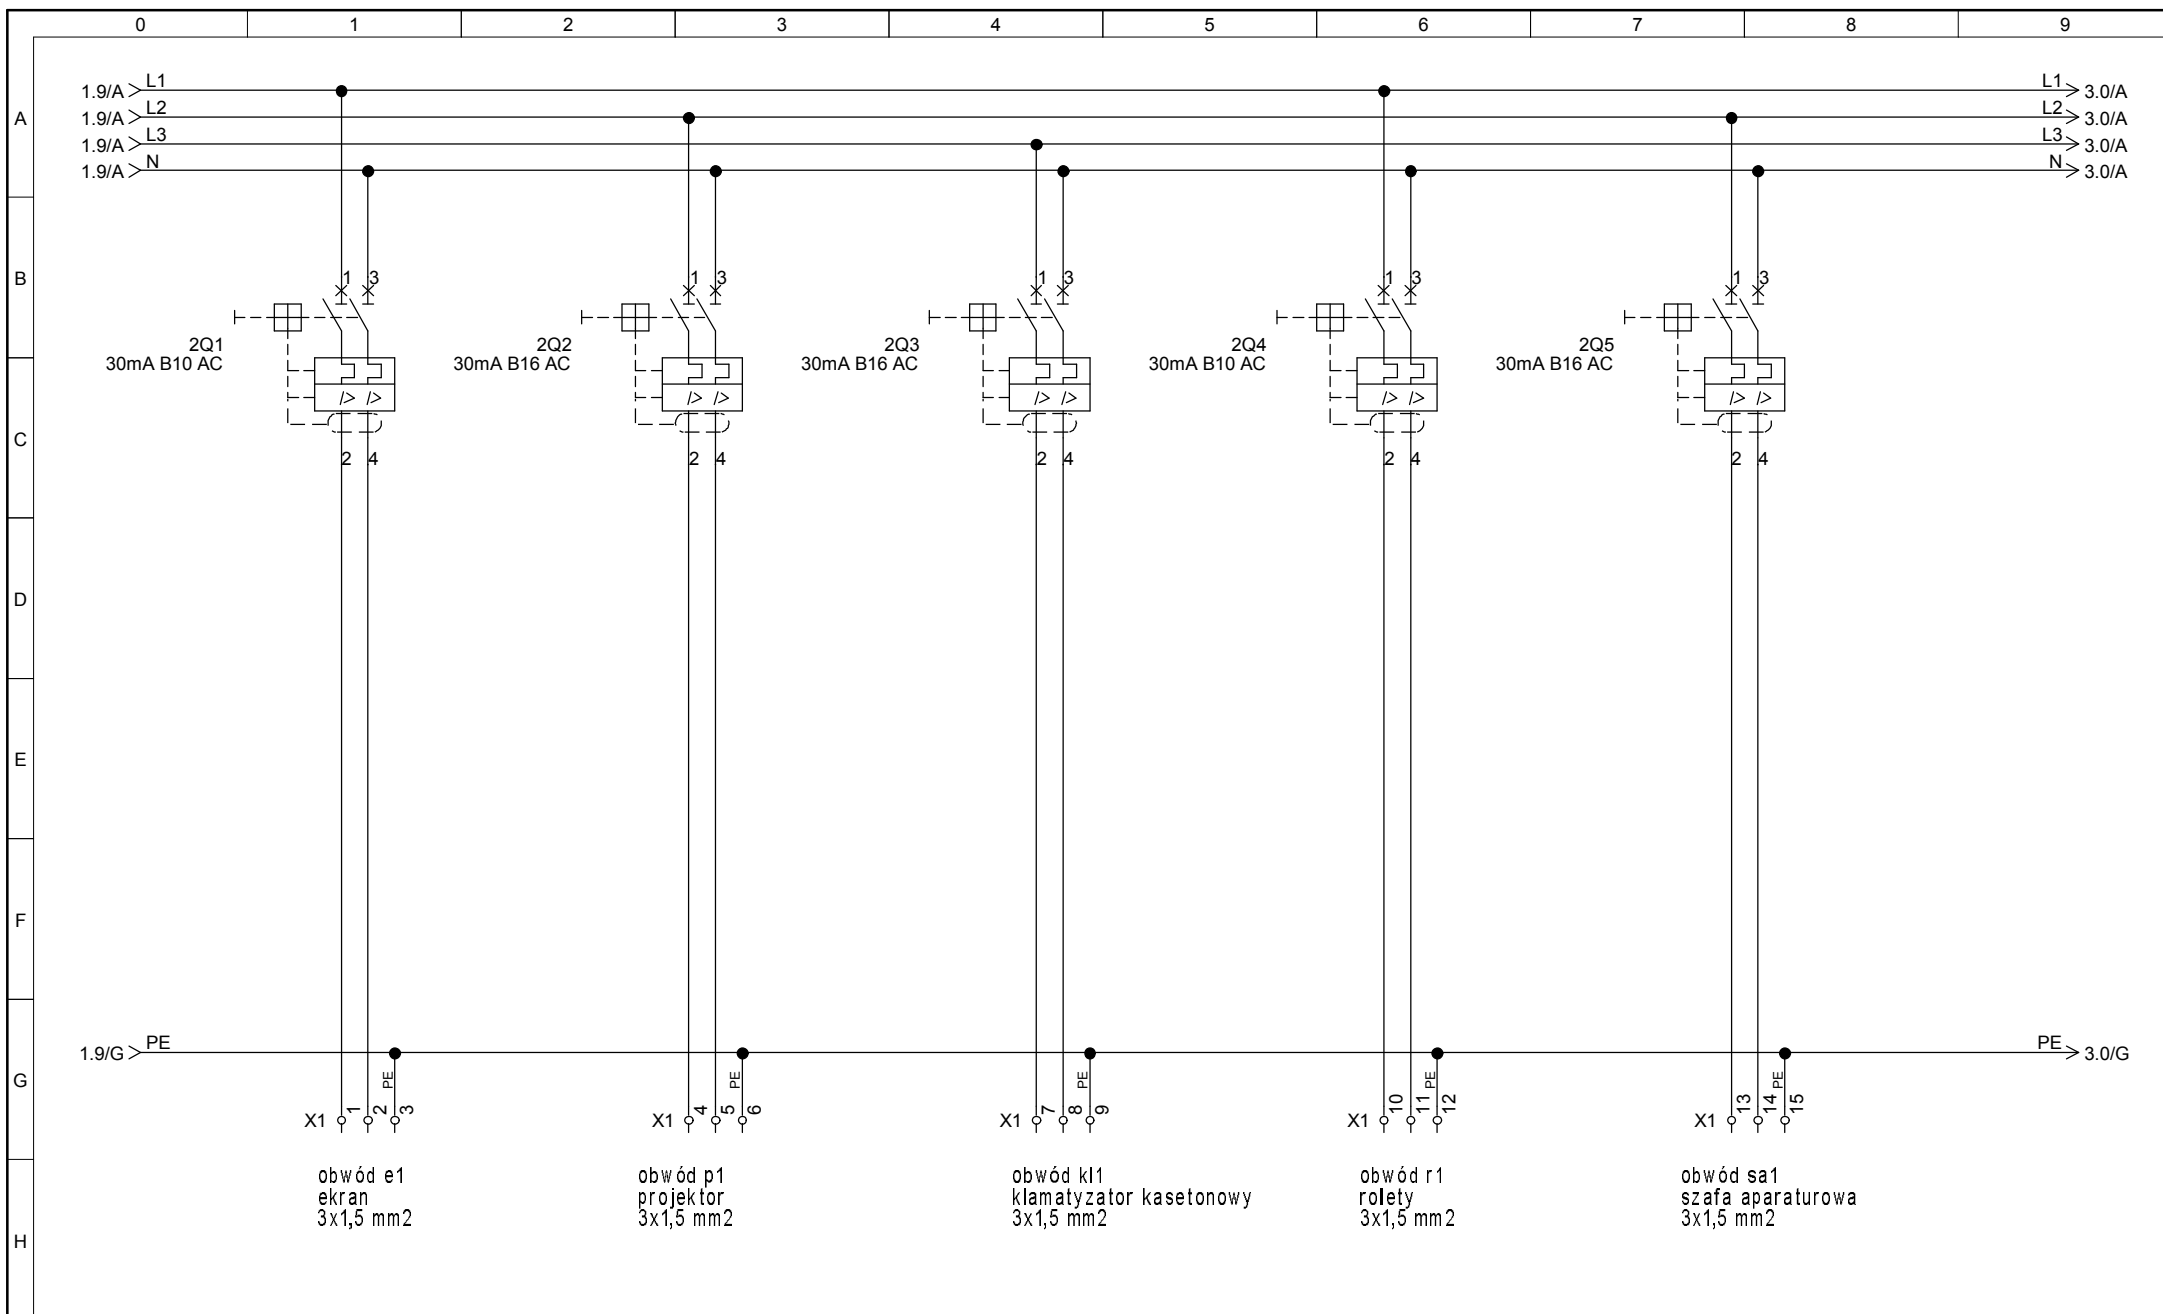 0 1 2 3 4 5 6 7 8 9
A
B
C
D
E
F
G
H
1.9/A L1 L1 3.0/A
1.9/A L2 L2 3.0/A
1.9/A L3 L3 3.0/A
1.9/A N N 3.0/A
1 3 1 3 1 3 1 3 1 3
2Q1
30mA B10 AC
2Q2
30mA B16 AC
2Q3
30mA B16 AC
2Q4
30mA B10 AC
2Q5
30mA B16 AC
I> I> I> I> I> I> I> I> I> I>
2 4 2 4 2 4 2 4 2 4
1.9/G PE PE 3.0/G
PE PE PE PE PE
X1 1 2 3
X1 4 5 6
X1 7 8 9
X1 10 11 12
X1 13 14 15
obwód e1
ekran
3x1,5 mm2
obwód p1
projektor
3x1,5 mm2
obwód kl1
klamatyzator kasetonowy
3x1,5 mm2
obwód r1
rolety
3x1,5 mm2
obwód sa1
szafa aparaturowa
3x1,5 mm2